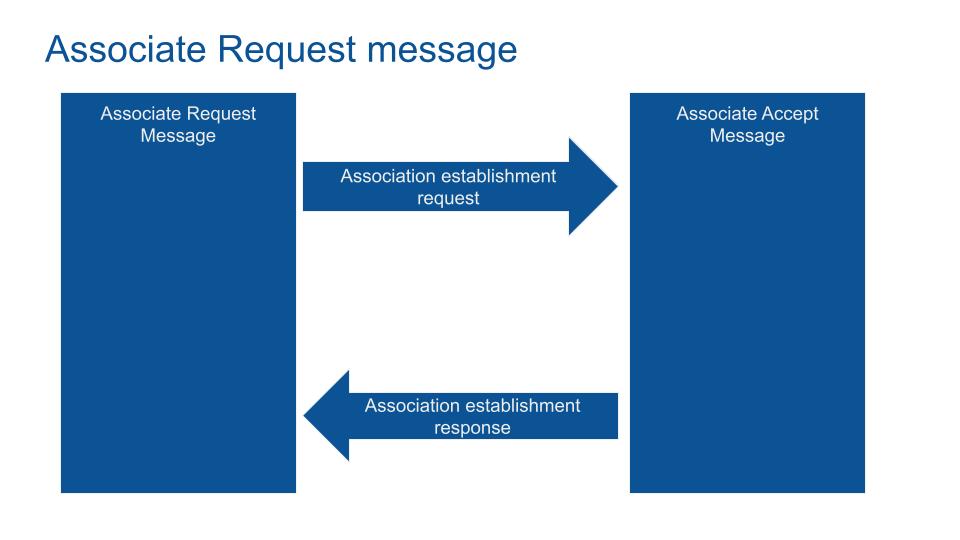 Associate Request message
Associate Request
Message
Association establishment
request
Associate Accept
Message
Association establishment
response